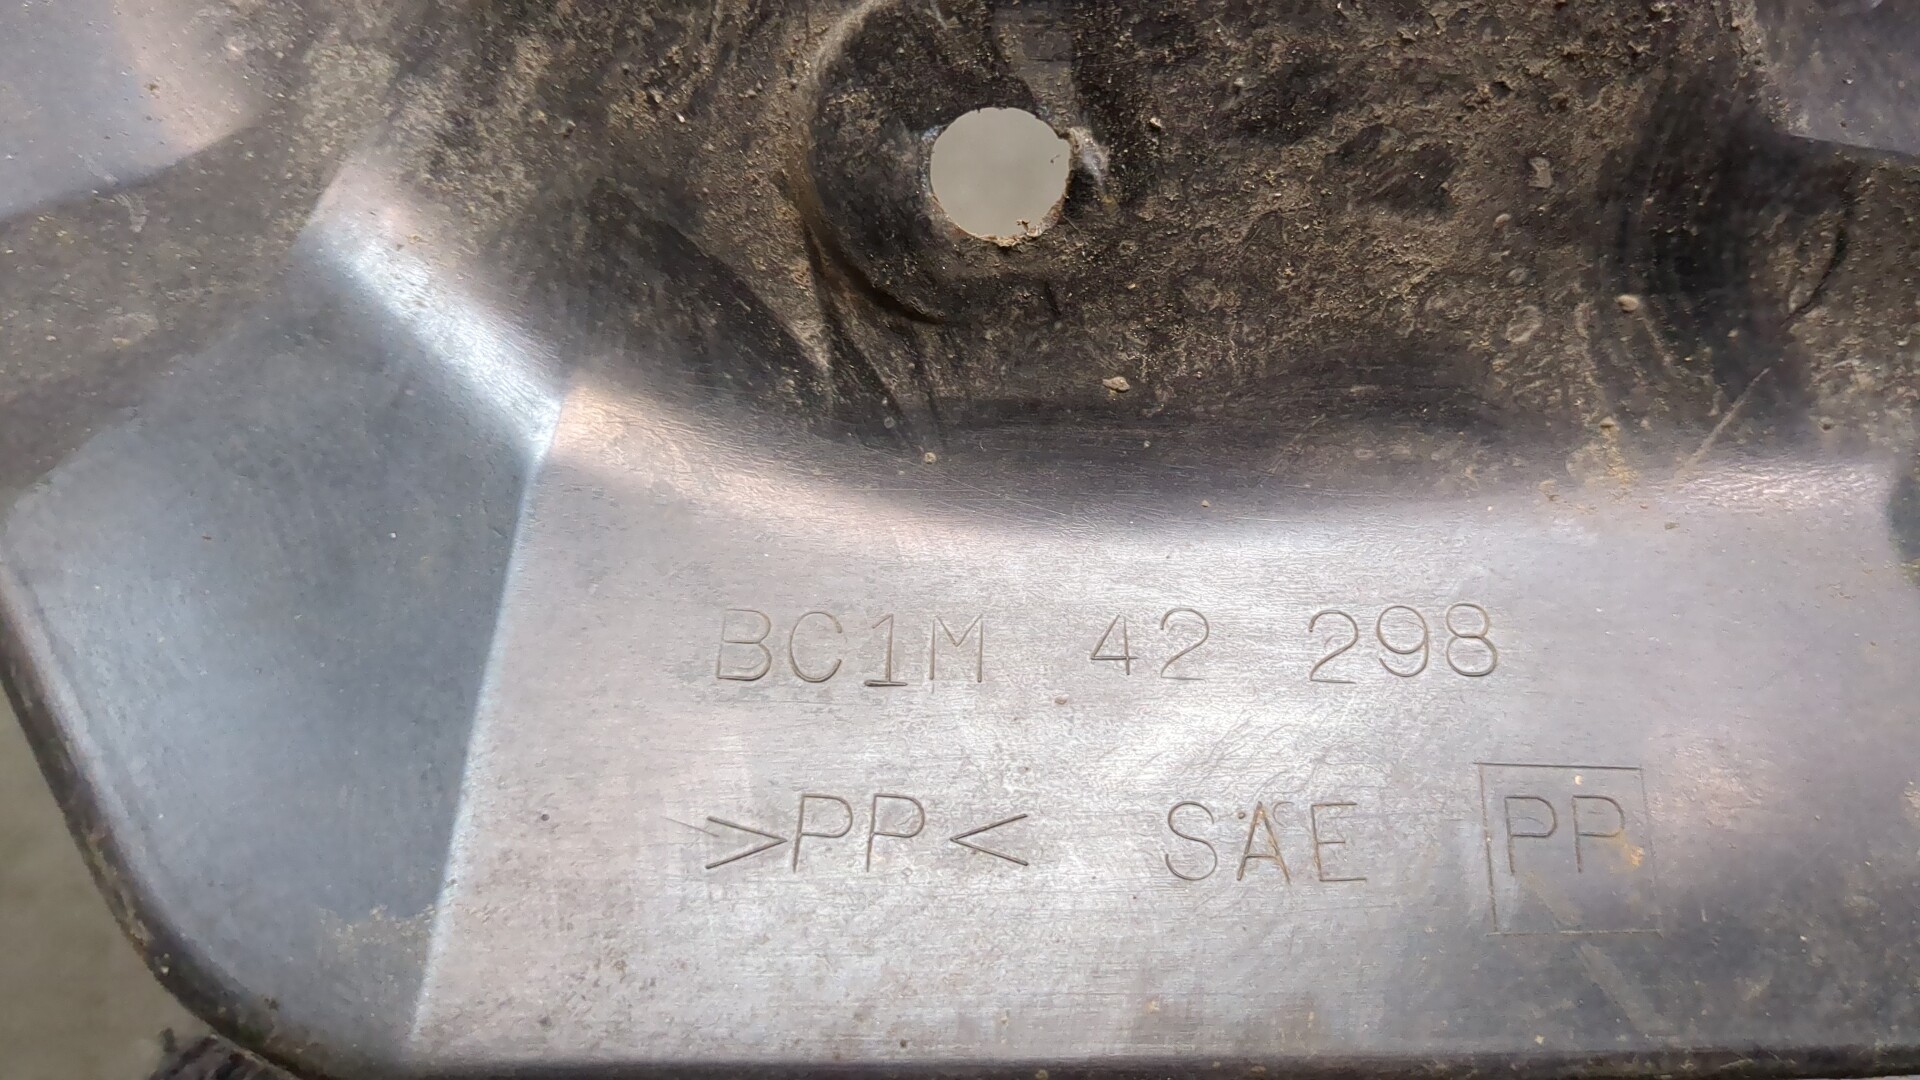 BC1M 42 298
>PP< SAE PP